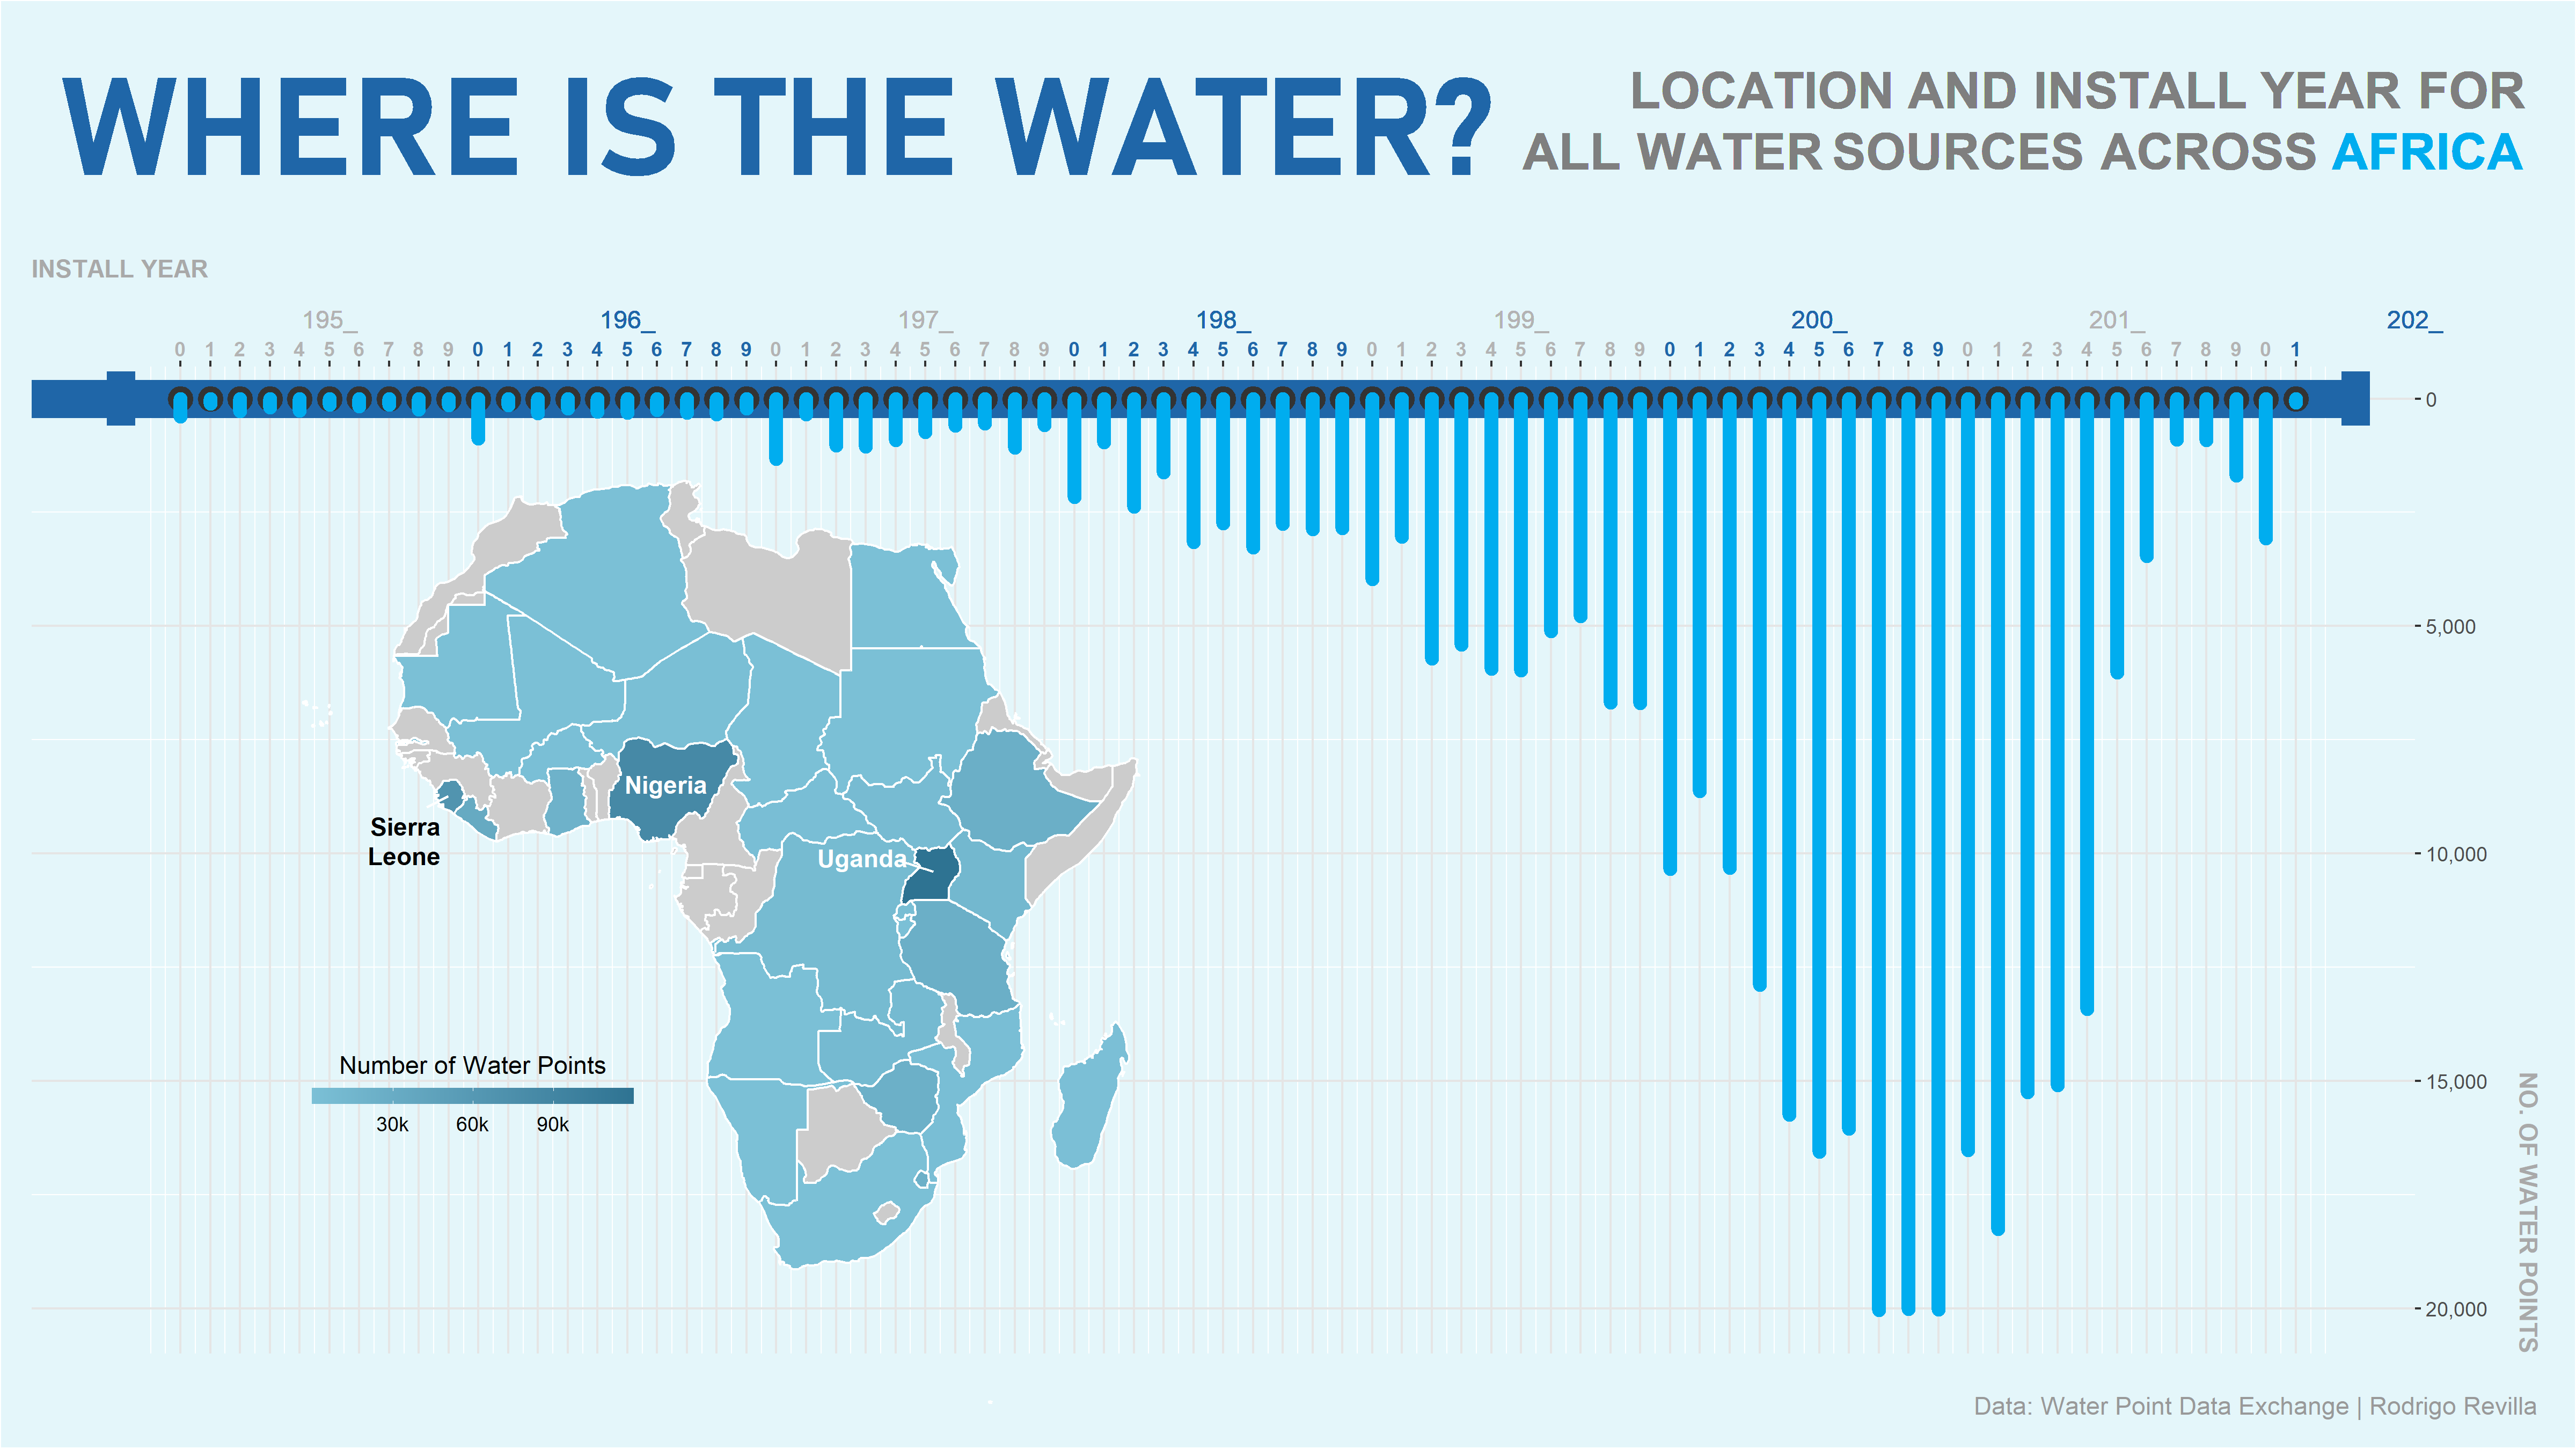 WHERE IS THE WATER?
LOCATION AND INSTALL YEAR FOR
ALL WATER SOURCES ACROSS AFRICA
INSTALL YEAR
195_ 196_ 197_ 198_ 199_ 200_ 201_ 202_
0 1 2 3 4 5 6 7 8 9 0 1 2 3 4 5 6 7 8 9 0 1 2 3 4 5 6 7 8 9 0 1 2 3 4 5 6 7 8 9 0 1 2 3 4 5 6 7 8 9 0 1 2 3 4 5 6 7 8 9 0 1 2 3 4 5 6 7 8 9 0 1
0
5,000
10,000
15,000
20,000
NO. OF WATER POINTS
Nigeria
Sierra
Leone
Uganda
Number of Water Points
30k 60k 90k
Data: Water Point Data Exchange | Rodrigo Revilla